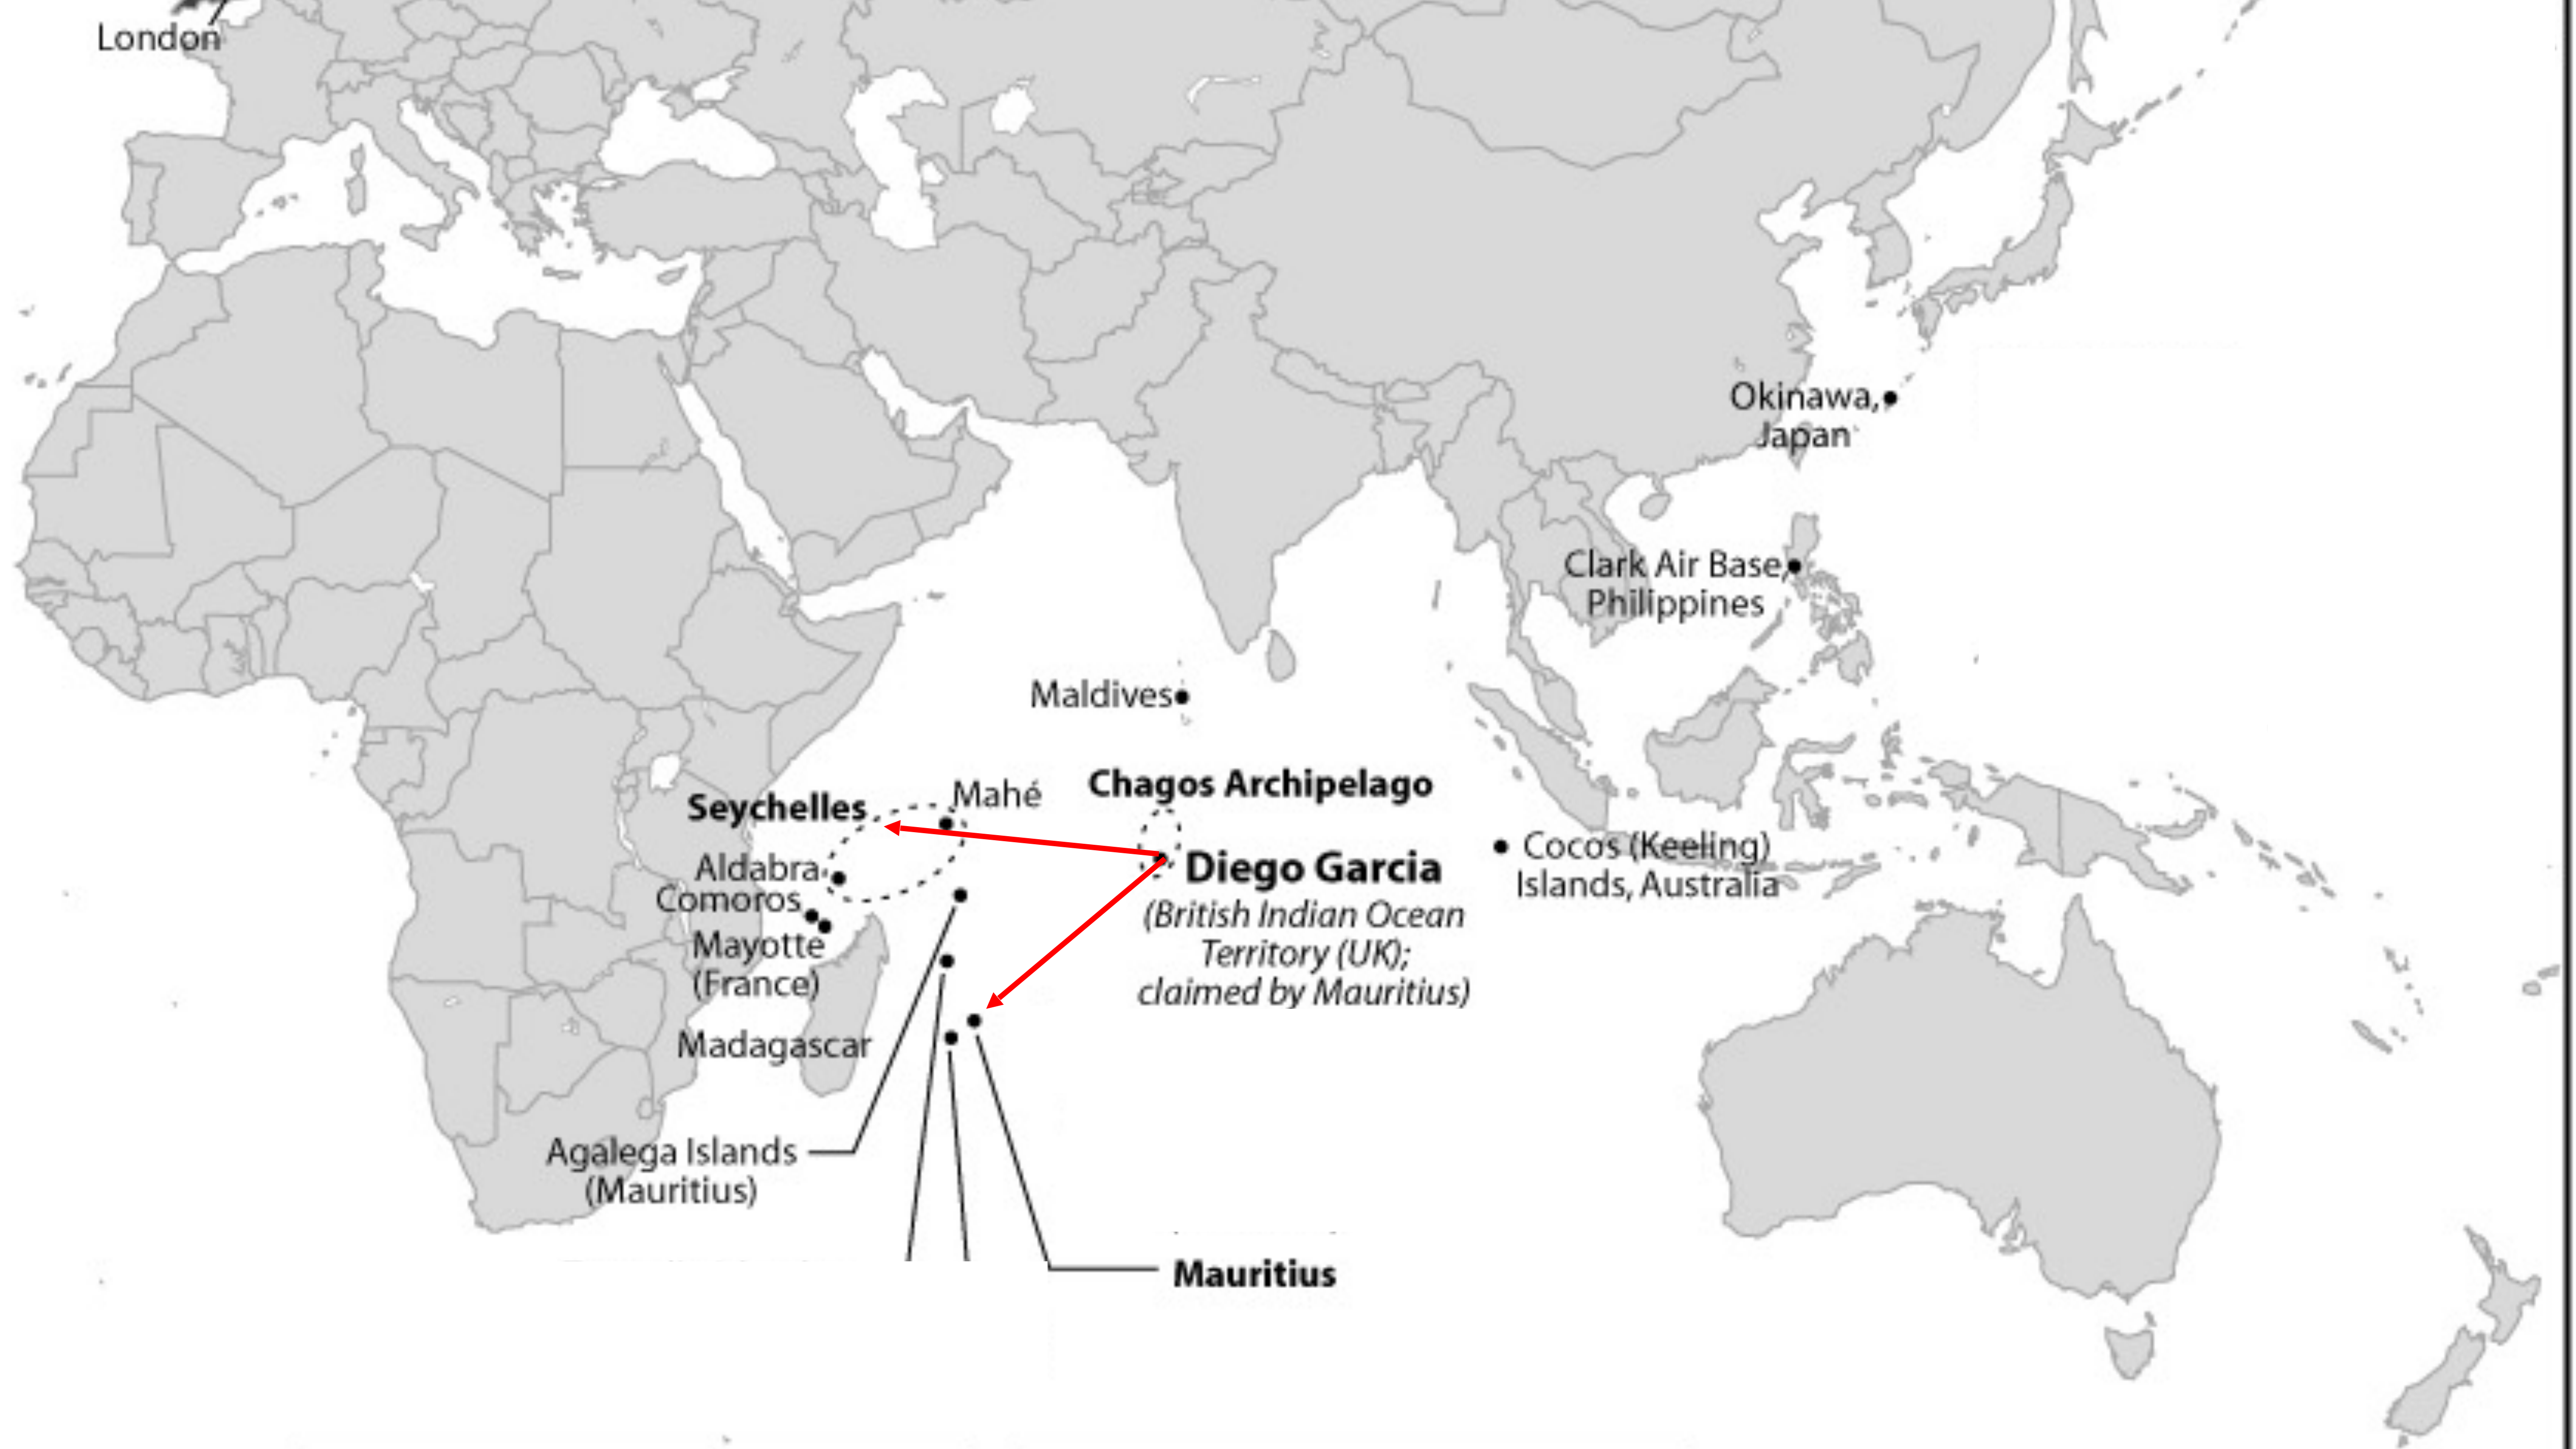 London
Okinawa,
Japan
Clark Air Base,
Philippines
Maldives
Chagos Archipelago
Mahé
Seychelles
Diego Garcia
(British Indian Ocean
Territory (UK);
claimed by Mauritius)
Cocos (Keeling)
Islands, Australia
Aldabra
Comoros
Mayotte
(France)
Madagascar
Agalega Islands
(Mauritius)
Mauritius